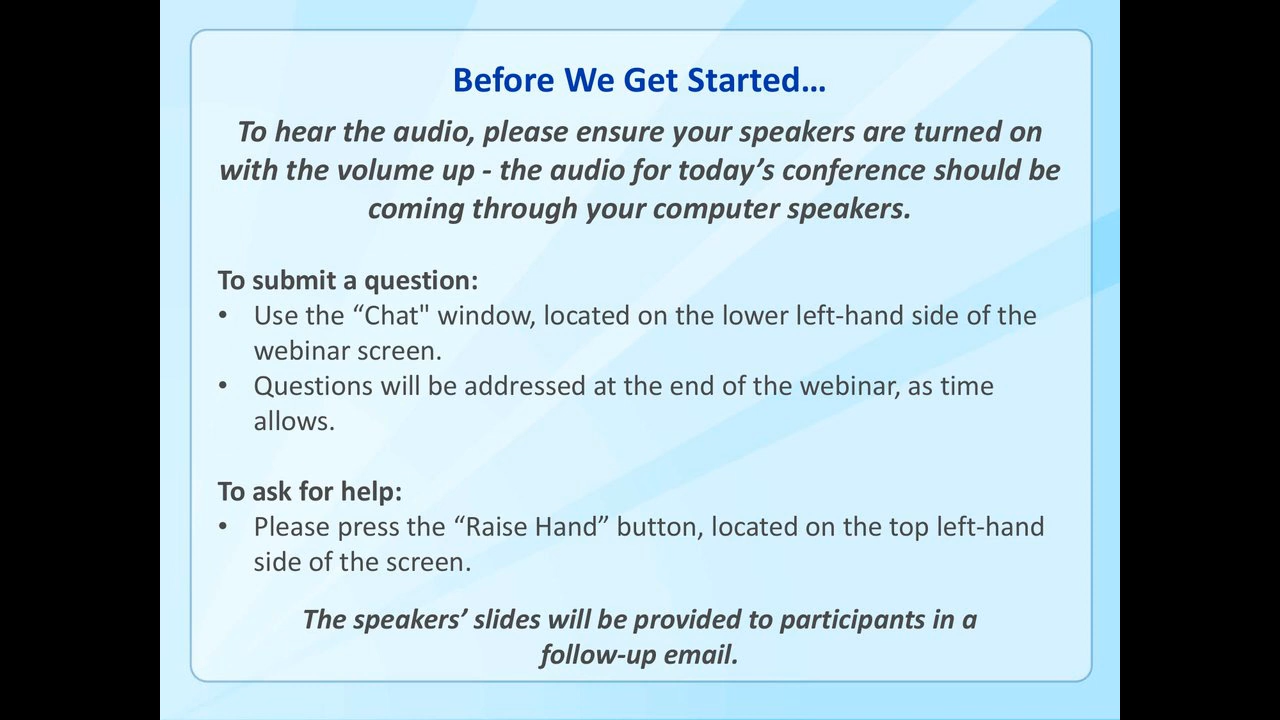 Before We Get Started…
To hear the audio, please ensure your speakers are turned on
with the volume up - the audio for today’s conference should be
coming through your computer speakers.
To submit a question:
• Use the “Chat" window, located on the lower left-hand side of the
webinar screen.
• Questions will be addressed at the end of the webinar, as time
allows.
To ask for help:
• Please press the “Raise Hand” button, located on the top left-hand
side of the screen.
The speakers’ slides will be provided to participants in a
follow-up email.